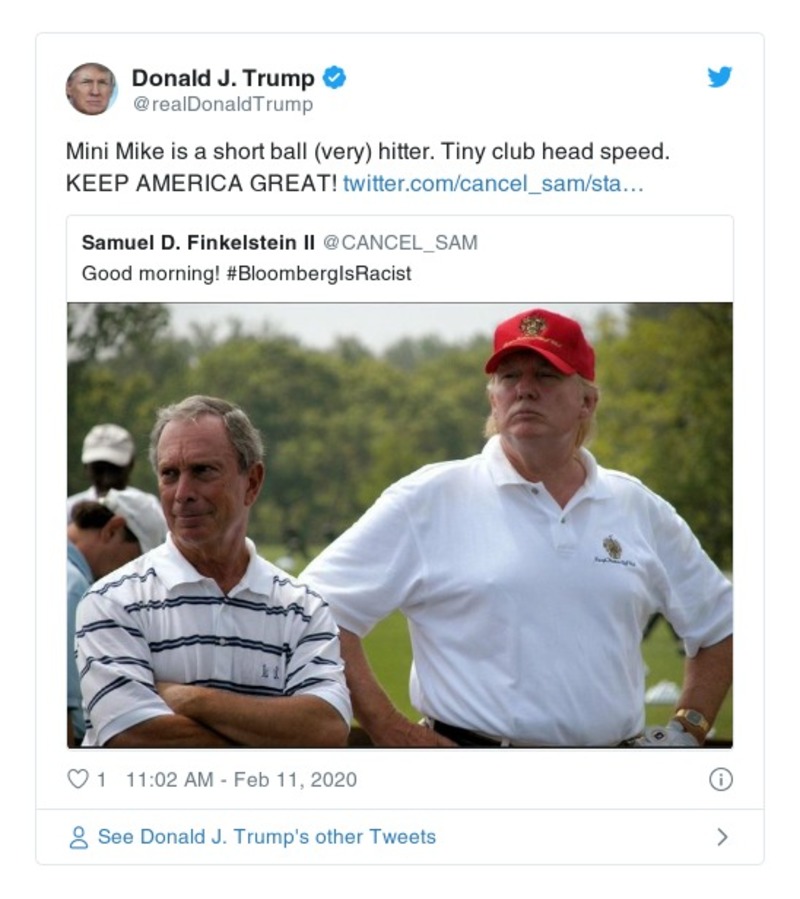 Donald J. Trump
@realDonaldTrump
Mini Mike is a short ball (very) hitter. Tiny club head speed.
KEEP AMERICA GREAT! twitter.com/cancel_sam/sta…
Samuel D. Finkelstein II @CANCEL_SAM
Good morning! #BloombergIsRacist
1 11:02 AM - Feb 11, 2020
See Donald J. Trump's other Tweets